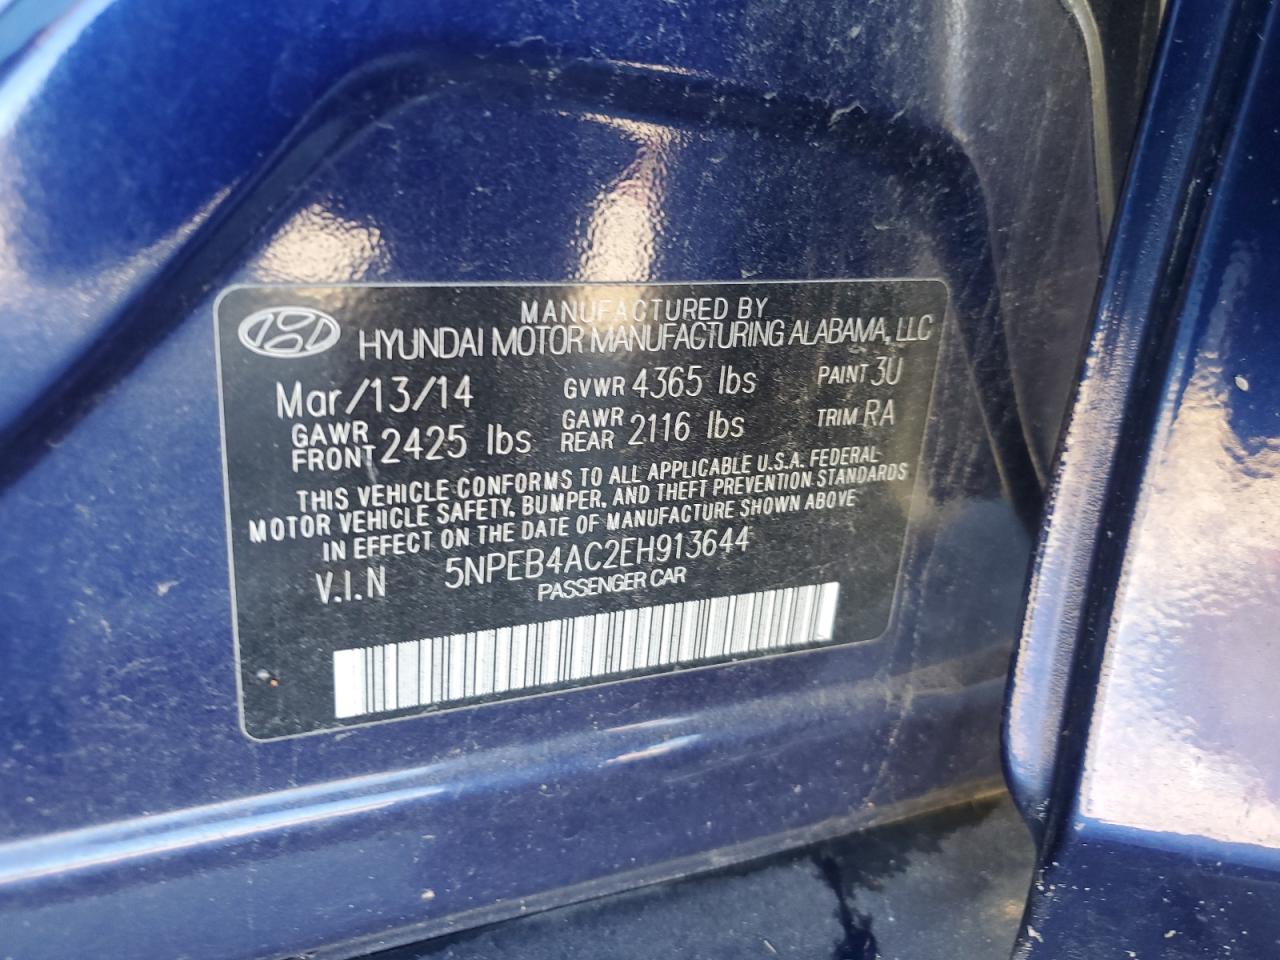 MANUFACTURED BY
HYUNDAI MOTOR MANUFACTURING ALABAMA, LLC
Mar/13/14 GVWR 4365 lbs PAINT 3U
GAWR FRONT 2425 lbs GAWR REAR 2116 lbs TRIM RA
THIS VEHICLE CONFORMS TO ALL APPLICABLE U.S.A. FEDERAL
MOTOR VEHICLE SAFETY, BUMPER, AND THEFT PREVENTION STANDARDS
IN EFFECT ON THE DATE OF MANUFACTURE SHOWN ABOVE
V.I.N 5NPEB4AC2EH913644
PASSENGER CAR